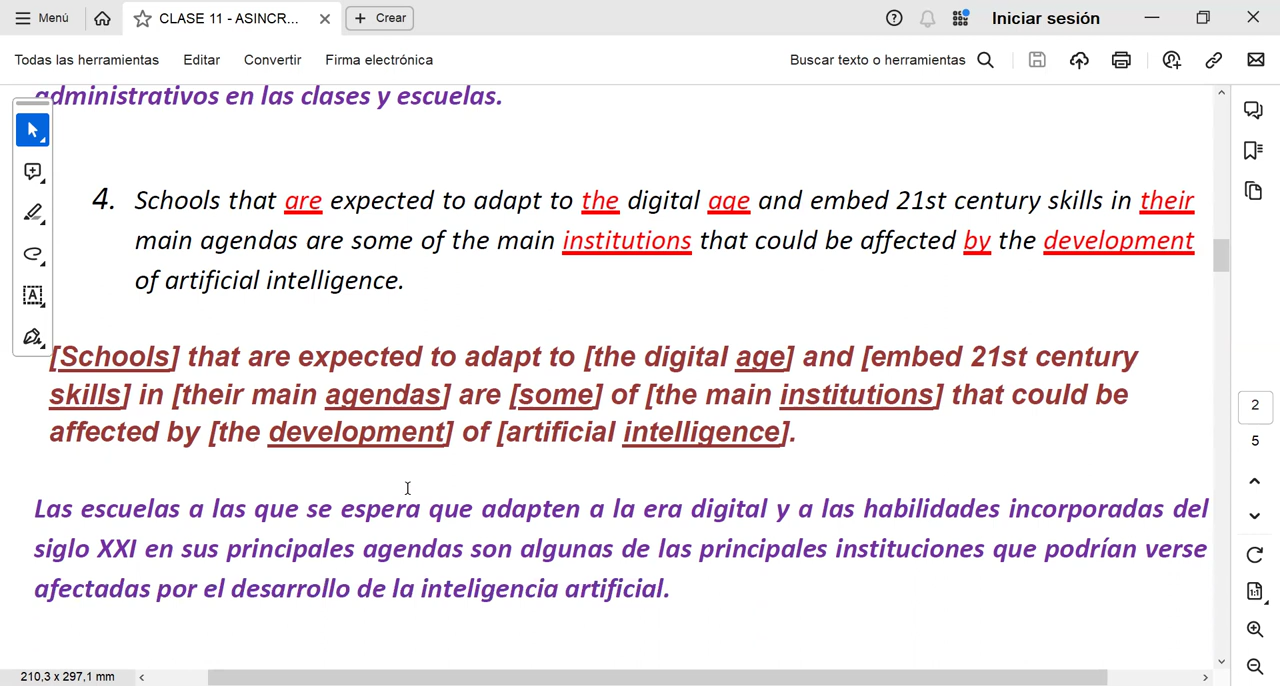 Menú
CLASE 11 - ASINCR...
Crear
Iniciar sesión
Todas las herramientas
Editar
Convertir
Firma electrónica
Buscar texto o herramientas
administrativos en las clases y escuelas.
4. Schools that are expected to adapt to the digital age and embed 21st century skills in their
main agendas are some of the main institutions that could be affected by the development
of artificial intelligence.
[Schools] that are expected to adapt to [the digital age] and [embed 21st century
skills] in [their main agendas] are [some] of [the main institutions] that could be
affected by [the development] of [artificial intelligence].
Las escuelas a las que se espera que adapten a la era digital y a las habilidades incorporadas del
siglo XXI en sus principales agendas son algunas de las principales instituciones que podrían verse
afectadas por el desarrollo de la inteligencia artificial.
2
5
1:1
210,3 x 297,1 mm